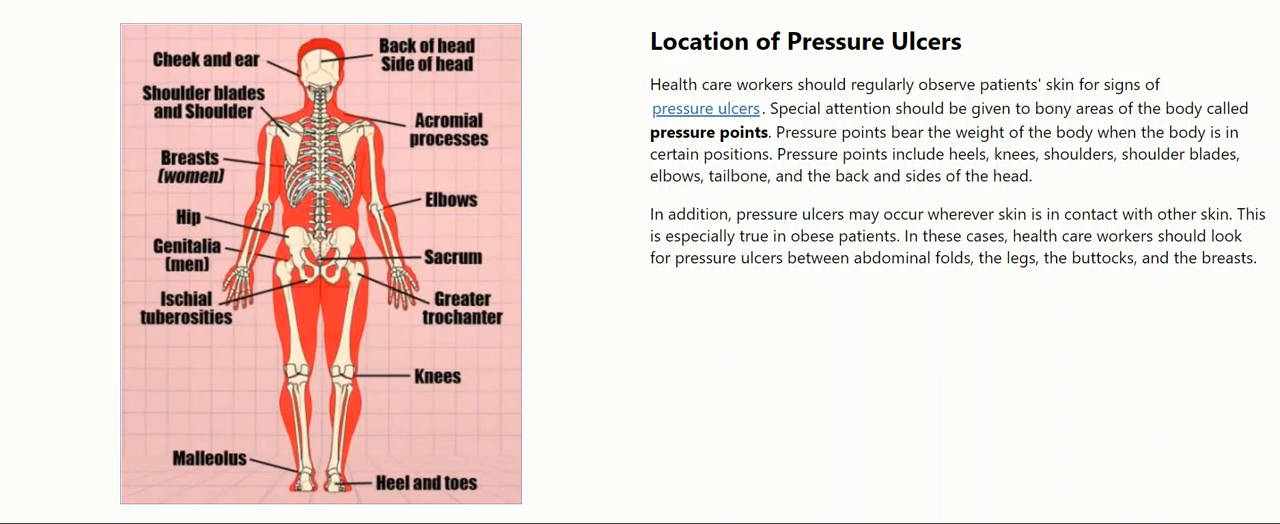 Cheek and ear
Back of head
Side of head
Shoulder blades
and Shoulder
Acromial
processes
Breasts
(women)
Elbows
Hip
Genitalia
(men)
Sacrum
Ischial
tuberosities
Greater
trochanter
Knees
Malleolus
Heel and toes
Location of Pressure Ulcers
Health care workers should regularly observe patients' skin for signs of
pressure ulcers. Special attention should be given to bony areas of the body called
pressure points. Pressure points bear the weight of the body when the body is in
certain positions. Pressure points include heels, knees, shoulders, shoulder blades,
elbows, tailbone, and the back and sides of the head.
In addition, pressure ulcers may occur wherever skin is in contact with other skin. This
is especially true in obese patients. In these cases, health care workers should look
for pressure ulcers between abdominal folds, the legs, the buttocks, and the breasts.